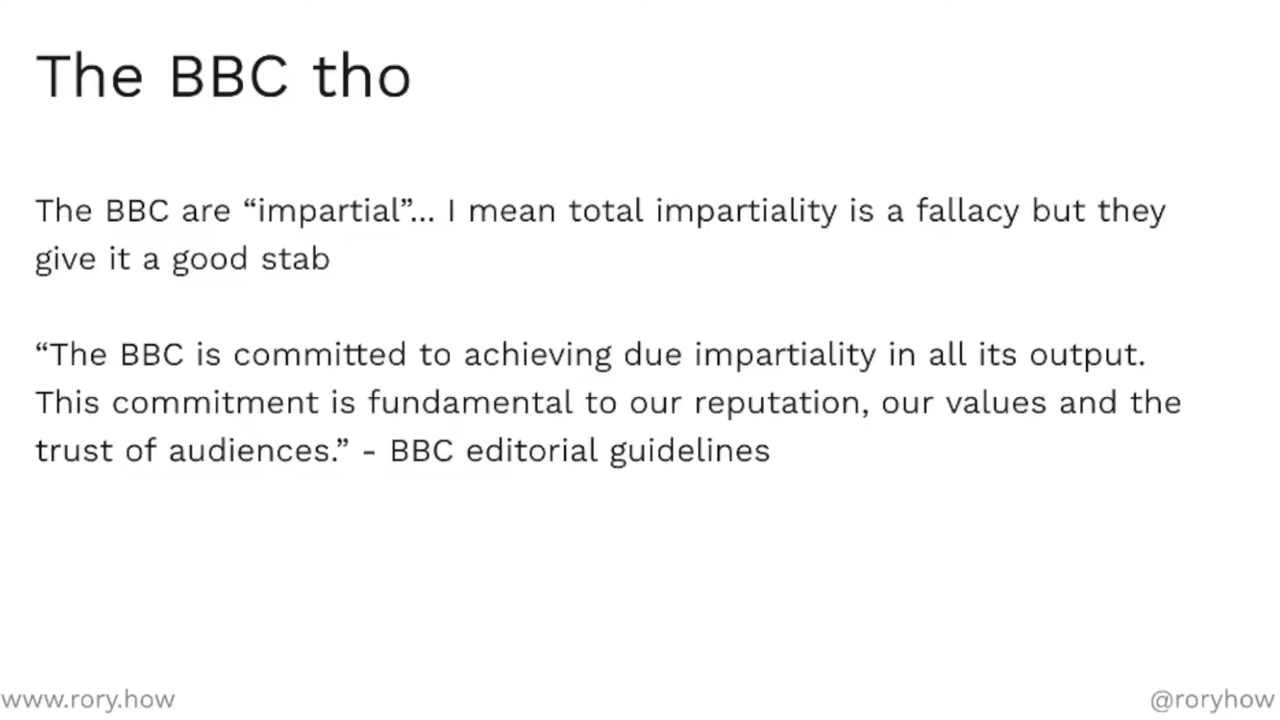 The BBC tho
The BBC are “impartial”... I mean total impartiality is a fallacy but they
give it a good stab
“The BBC is committed to achieving due impartiality in all its output.
This commitment is fundamental to our reputation, our values and the
trust of audiences.” - BBC editorial guidelines
www.rory.how
@roryhow